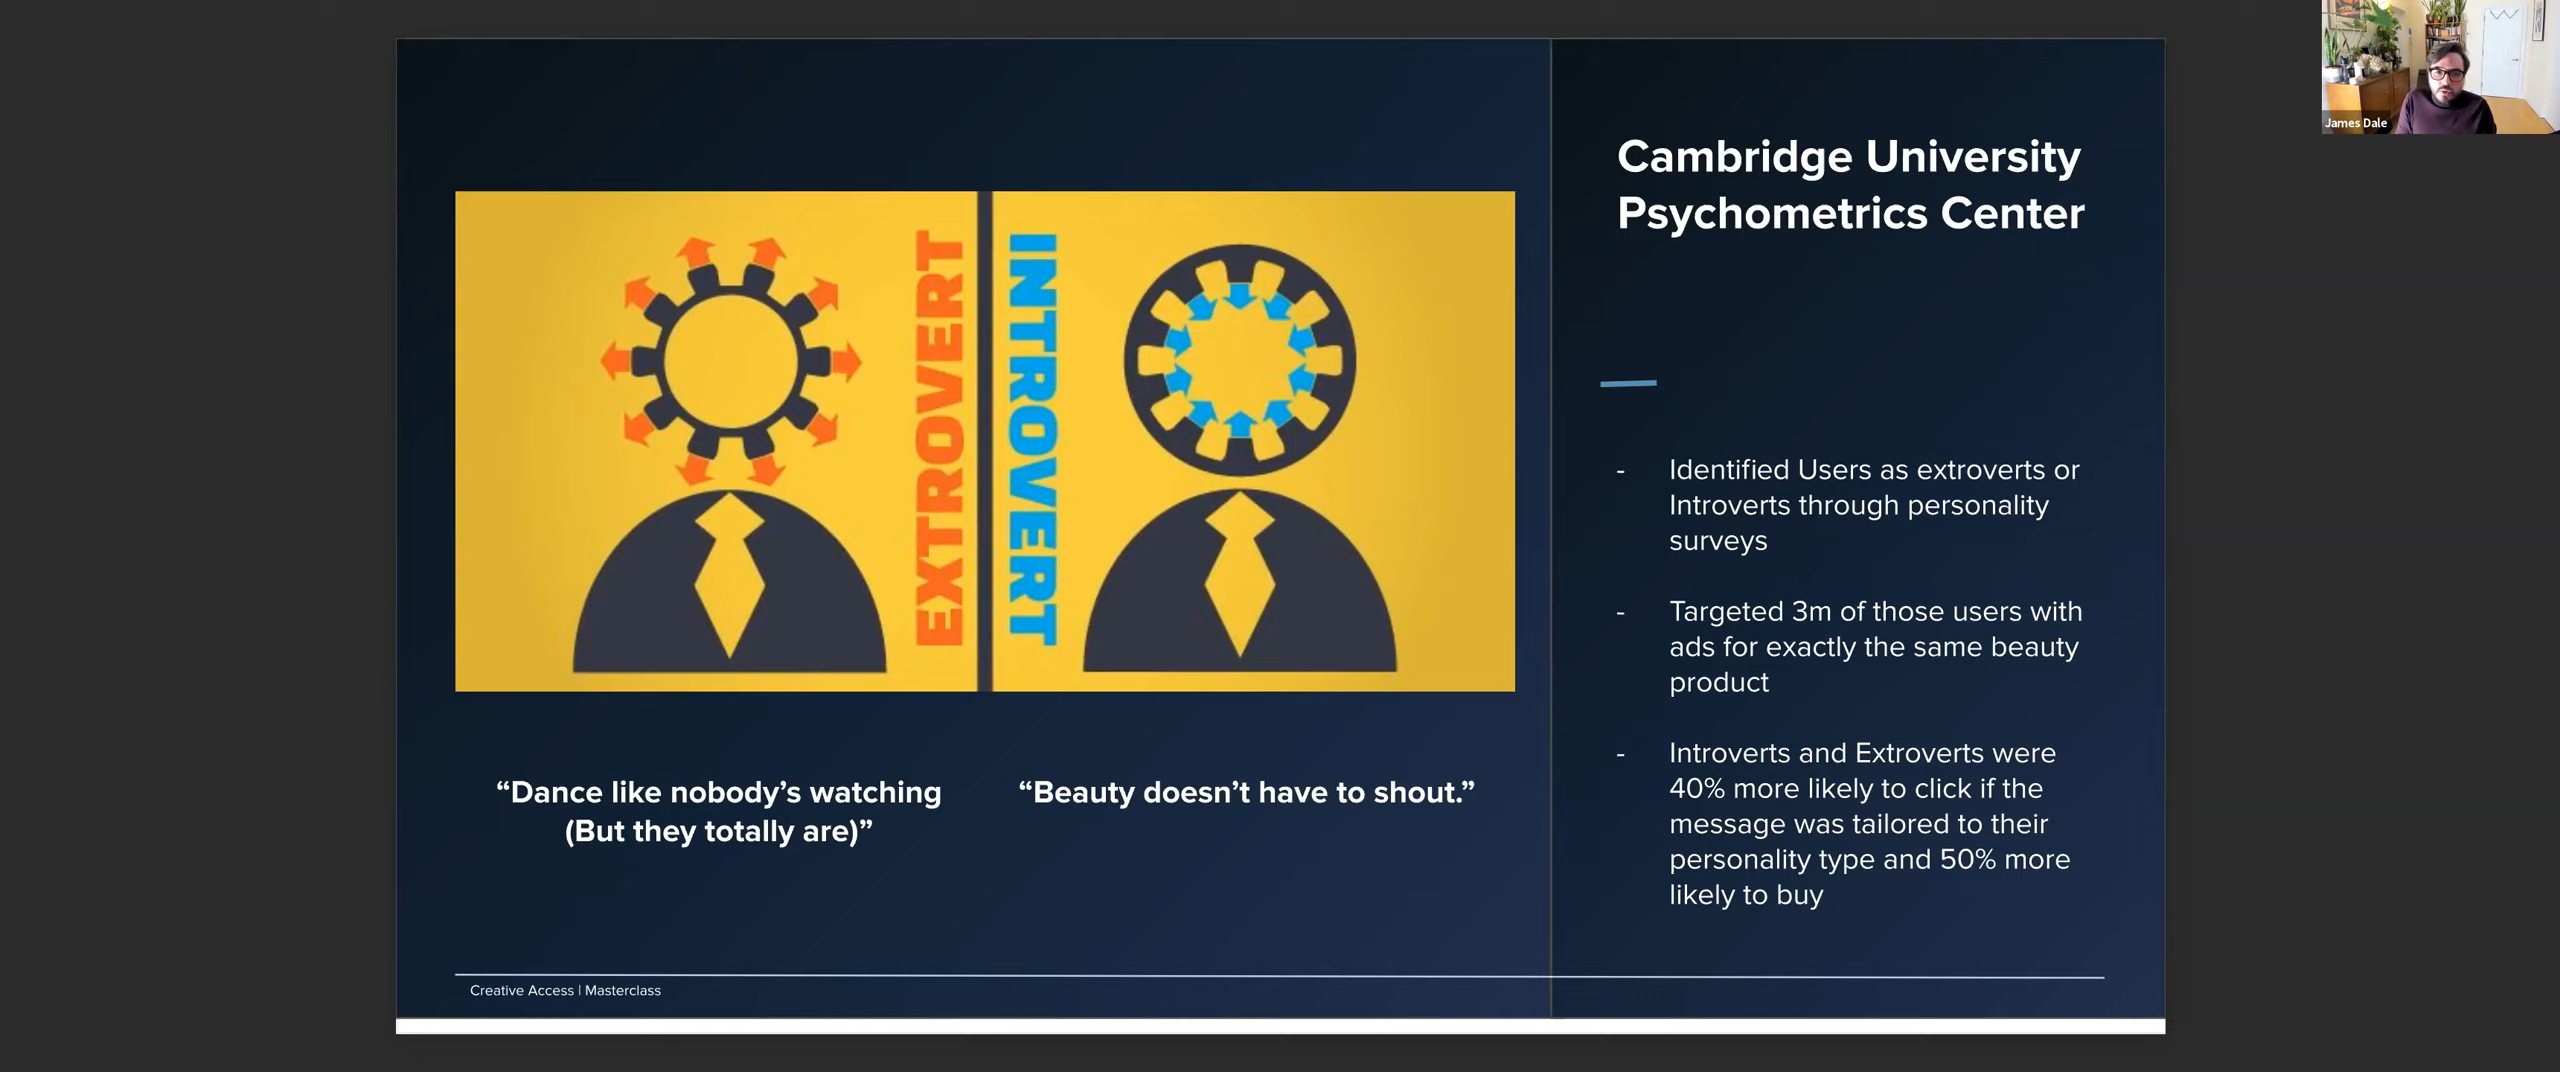 James Dale
Cambridge University
Psychometrics Center
EXTROVERT
INTROVERT
“Dance like nobody’s watching
(But they totally are)”
“Beauty doesn’t have to shout.”
- Identified Users as extroverts or
Introverts through personality
surveys
- Targeted 3m of those users with
ads for exactly the same beauty
product
- Introverts and Extroverts were
40% more likely to click if the
message was tailored to their
personality type and 50% more
likely to buy
Creative Access | Masterclass